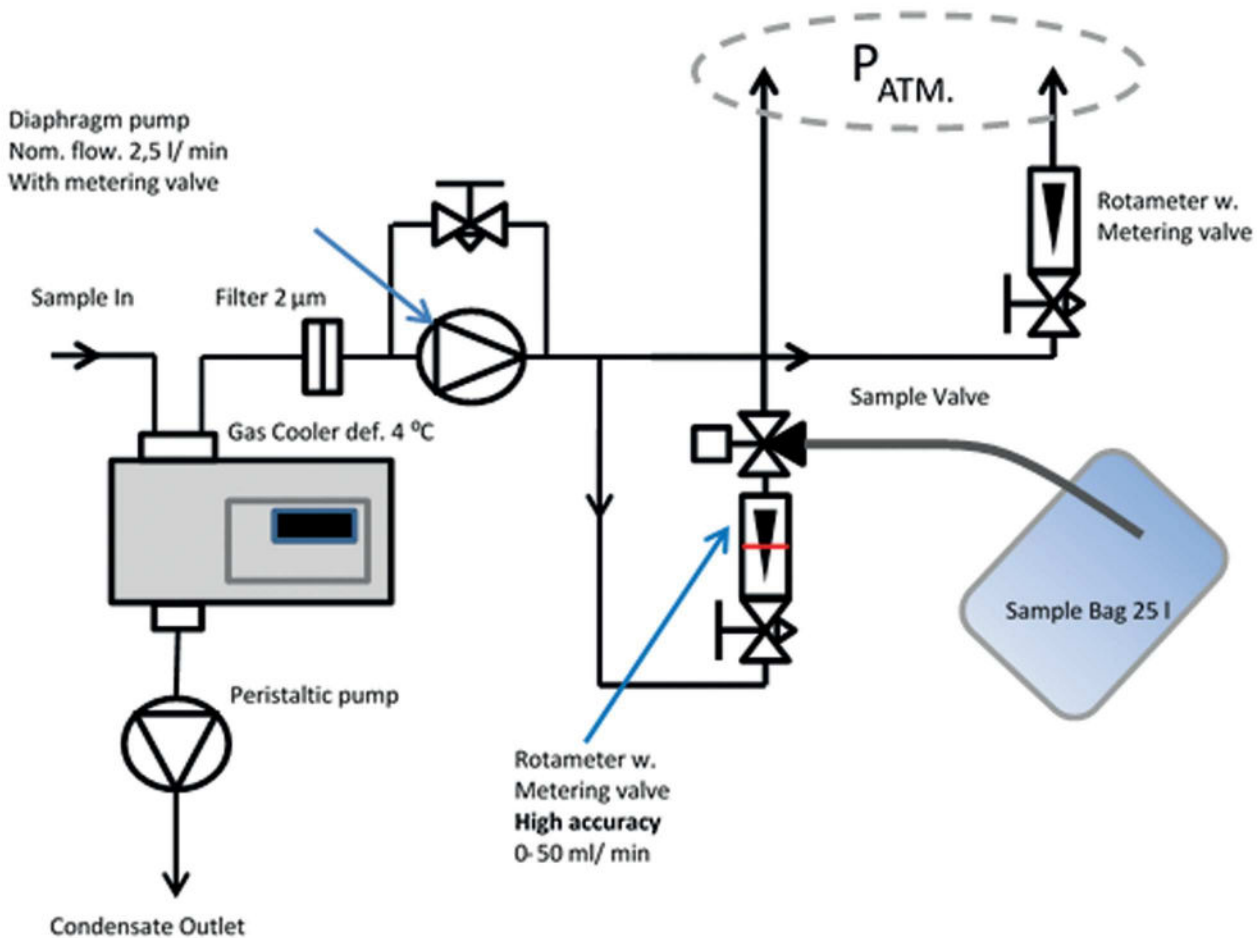 P ATM.
Diaphragm pump
Nom. flow. 2,5 l/ min
With metering valve
Rotameter w.
Metering valve
Sample In
Filter 2 µm
Sample Valve
Gas Cooler def. 4 ⁰C
Sample Bag 25 l
Peristaltic pump
Rotameter w.
Metering valve
High accuracy
0-50 ml/ min
Condensate Outlet